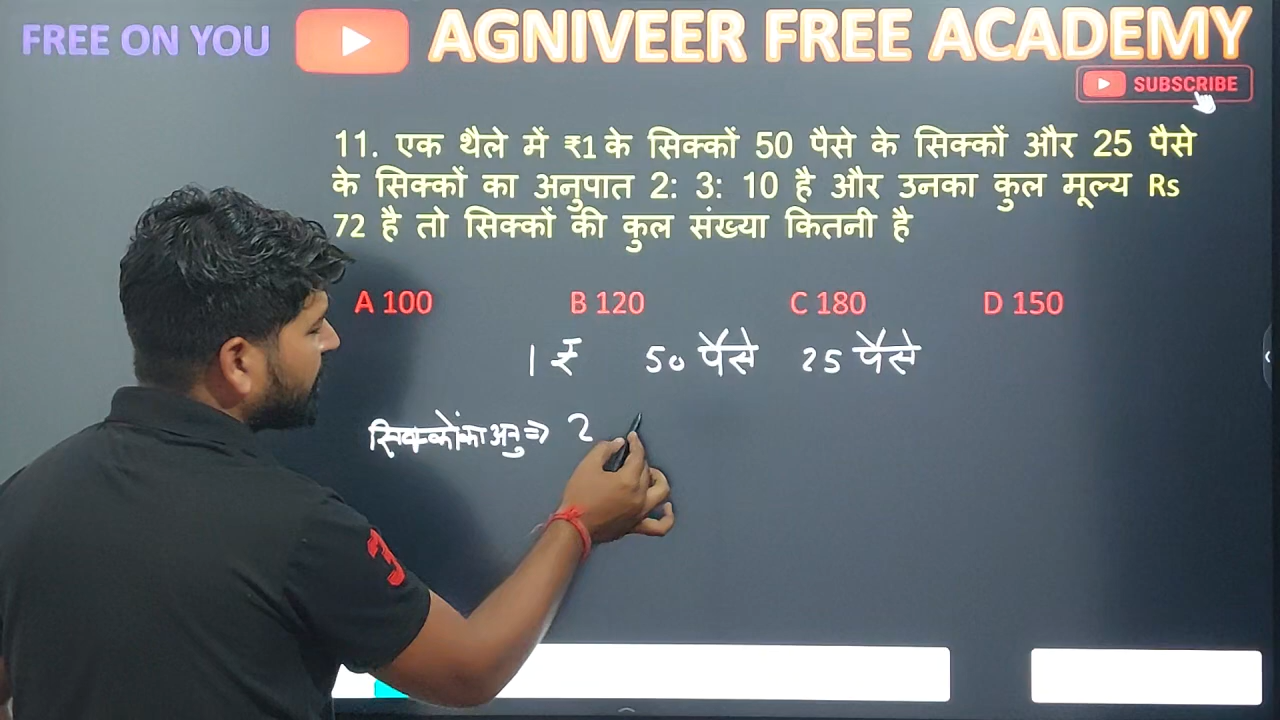 FREE ON YOU AGNIVEER FREE ACADEMY
SUBSCRIBE
11. एक थैले में ₹1 के सिक्कों 50 पैसे के सिक्कों और 25 पैसे
के सिक्कों का अनुपात 2: 3: 10 है और उनका कुल मूल्य Rs
72 है तो सिक्कों की कुल संख्या कितनी है
A 100 B 120 C 180 D 150
1 ₹ 50 पैसे 25 पैसे
सिक्कों का अनु ⇒ 2
3